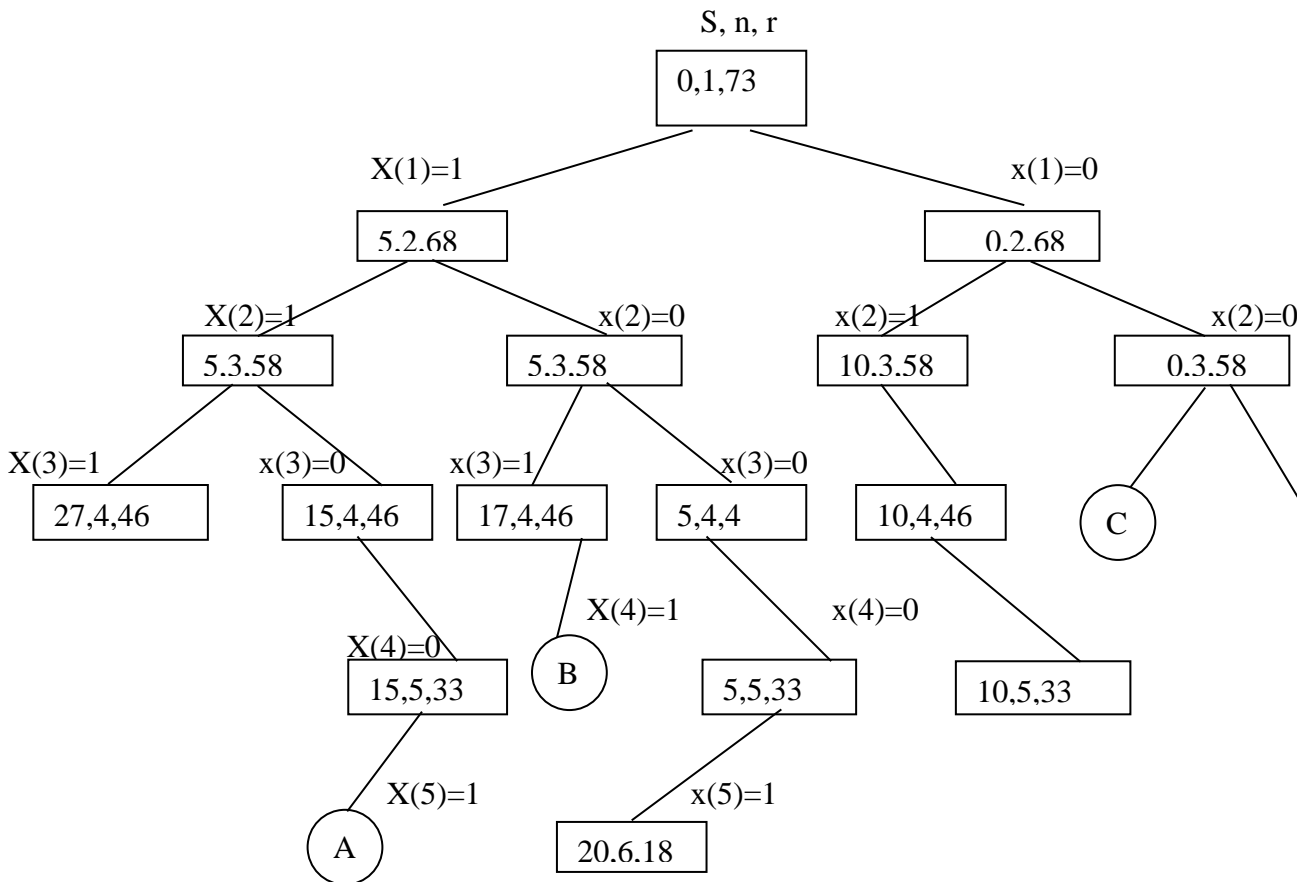 S, n, r
0,1,73
X(1)=1
x(1)=0
5,2,68
0,2,68
X(2)=1
x(2)=0
x(2)=1
x(2)=0
5,3,58
5,3,58
10,3,58
0,3,58
X(3)=1
x(3)=0
x(3)=1
x(3)=0
27,4,46
15,4,46
17,4,46
5,4,4
10,4,46
C
X(4)=1
x(4)=0
X(4)=0
B
15,5,33
5,5,33
10,5,33
X(5)=1
x(5)=1
A
20,6,18